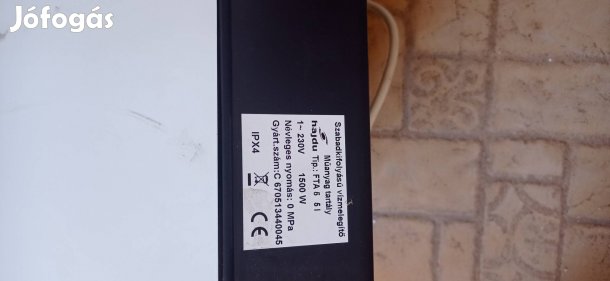 Jófogás
Szabadkifolyású vízmelegítő
Műanyag tartály
hajdu Tip.: FTA 5 5 l
1~ 230V 1500 W
Névleges nyomás: 0 MPa
Gyárt.szám:C 670513440045
IPX4
CE